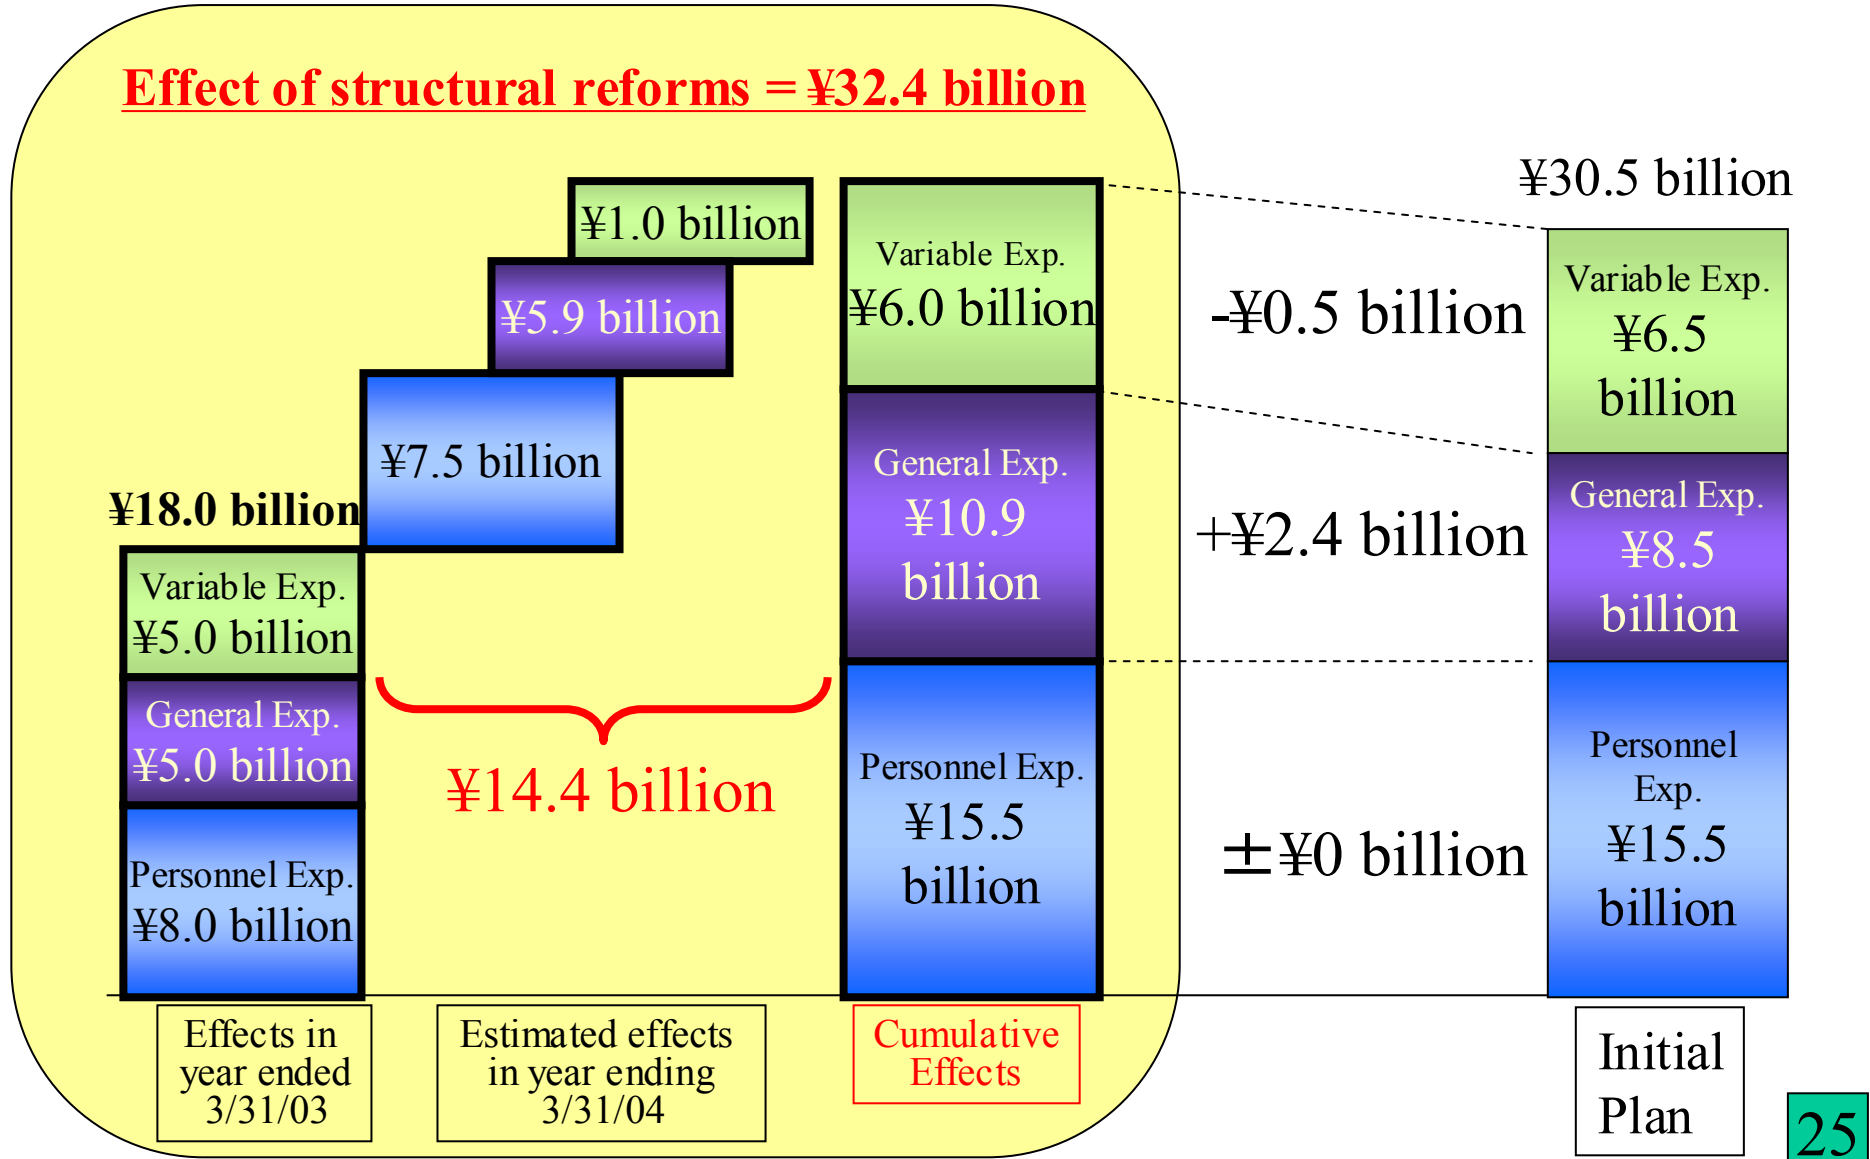 Effect of structural reforms = ¥32.4 billion
¥30.5 billion
¥1.0 billion
¥5.9 billion
¥7.5 billion
¥18.0 billion
Variable Exp.
¥5.0 billion
General Exp.
¥5.0 billion
Personnel Exp.
¥8.0 billion
¥14.4 billion
Variable Exp.
¥6.0 billion
General Exp.
¥10.9
billion
Personnel Exp.
¥15.5
billion
-¥0.5 billion
+¥2.4 billion
±¥0 billion
Variable Exp.
¥6.5
billion
General Exp.
¥8.5
billion
Personnel
Exp.
¥15.5
billion
Effects in
year ended
3/31/03
Estimated effects
in year ending
3/31/04
Cumulative
Effects
Initial
Plan
25